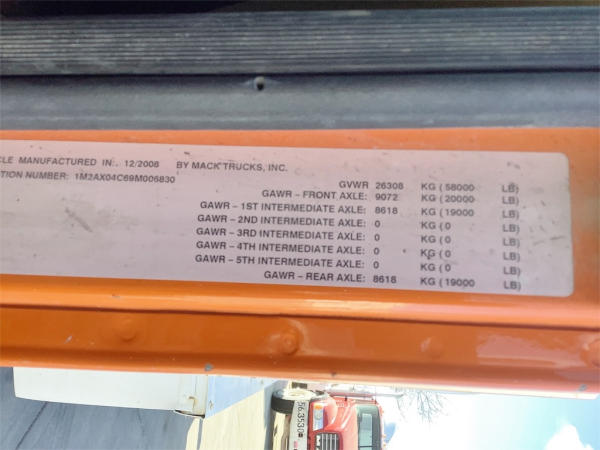 CLE MANUFACTURED IN: 12/2008 BY MACK TRUCKS, INC.
TION NUMBER: 1M2AX04C69M006830
GVWR 26308 KG ( 58000 LB)
GAWR - FRONT AXLE: 9072 KG ( 20000 LB)
GAWR - 1ST INTERMEDIATE AXLE: 8618 KG ( 19000 LB)
GAWR - 2ND INTERMEDIATE AXLE: 0 KG ( 0 LB)
GAWR - 3RD INTERMEDIATE AXLE: 0 KG ( 0 LB)
GAWR - 4TH INTERMEDIATE AXLE: 0 KG ( 0 LB)
GAWR - 5TH INTERMEDIATE AXLE: 0 KG ( 0 LB)
GAWR - REAR AXLE: 8618 KG ( 19000 LB)